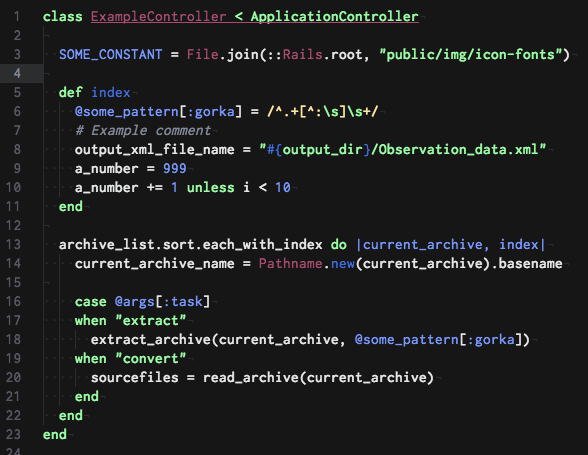 1 class ExampleController < ApplicationController
2
3   SOME_CONSTANT = File.join(::Rails.root, "public/img/icon-fonts")
4
5   def index
6     @some_pattern[:gorka] = /^.+[^:\s]\s+/
7     # Example comment
8     output_xml_file_name = "#{output_dir}/Observation_data.xml"
9     a_number = 999
10     a_number += 1 unless i < 10
11   end
12
13   archive_list.sort.each_with_index do |current_archive, index|
14     current_archive_name = Pathname.new(current_archive).basename
15
16     case @args[:task]
17     when "extract"
18       extract_archive(current_archive, @some_pattern[:gorka])
19     when "convert"
20       sourcefiles = read_archive(current_archive)
21     end
22   end
23 end
24